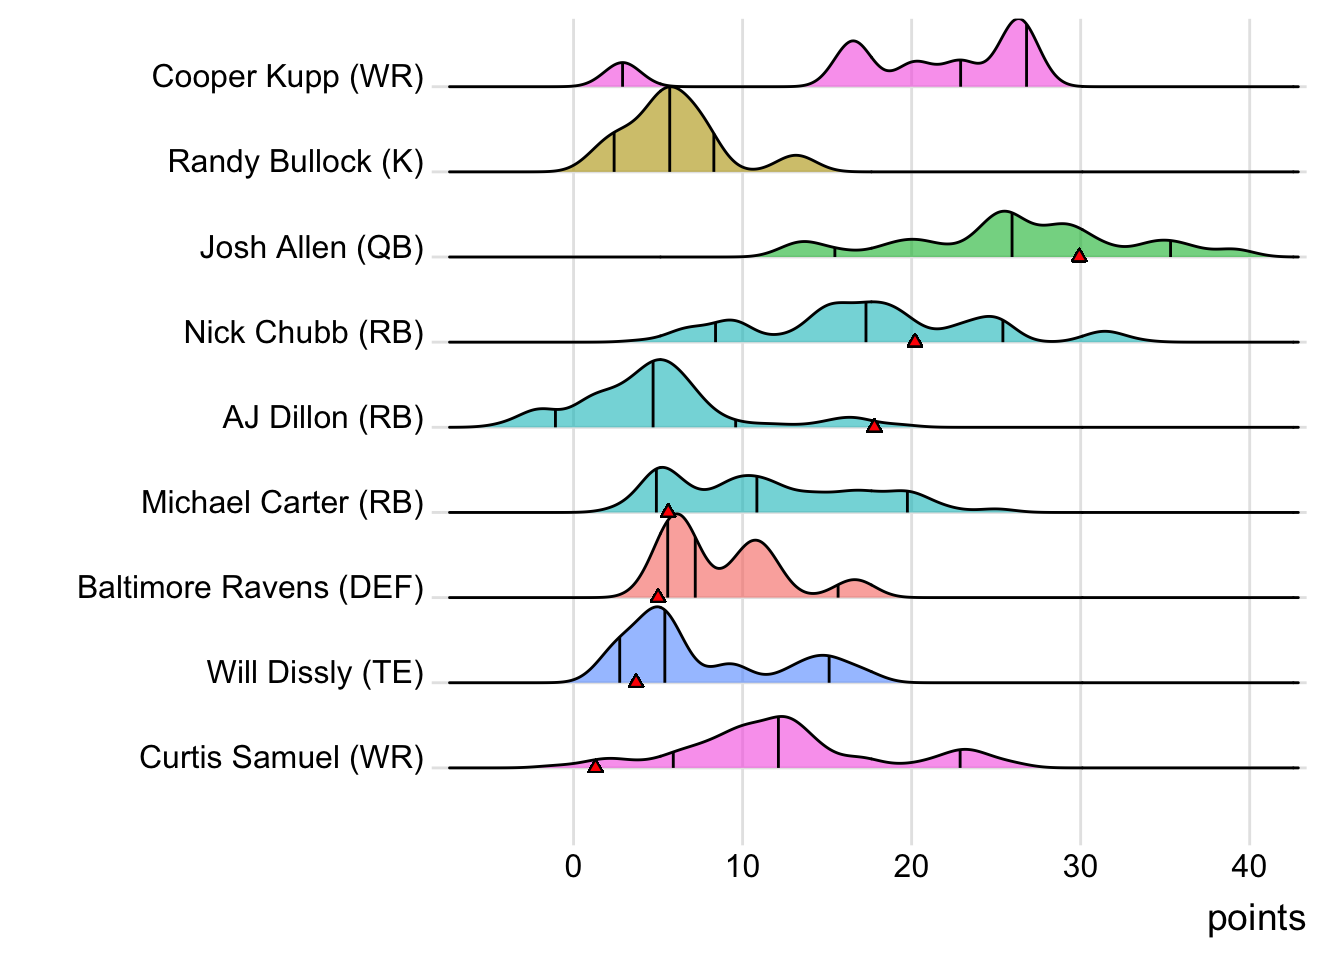 Cooper Kupp (WR)
Randy Bullock (K)
Josh Allen (QB)
Nick Chubb (RB)
AJ Dillon (RB)
Michael Carter (RB)
Baltimore Ravens (DEF)
Will Dissly (TE)
Curtis Samuel (WR)
0 10 20 30 40
points